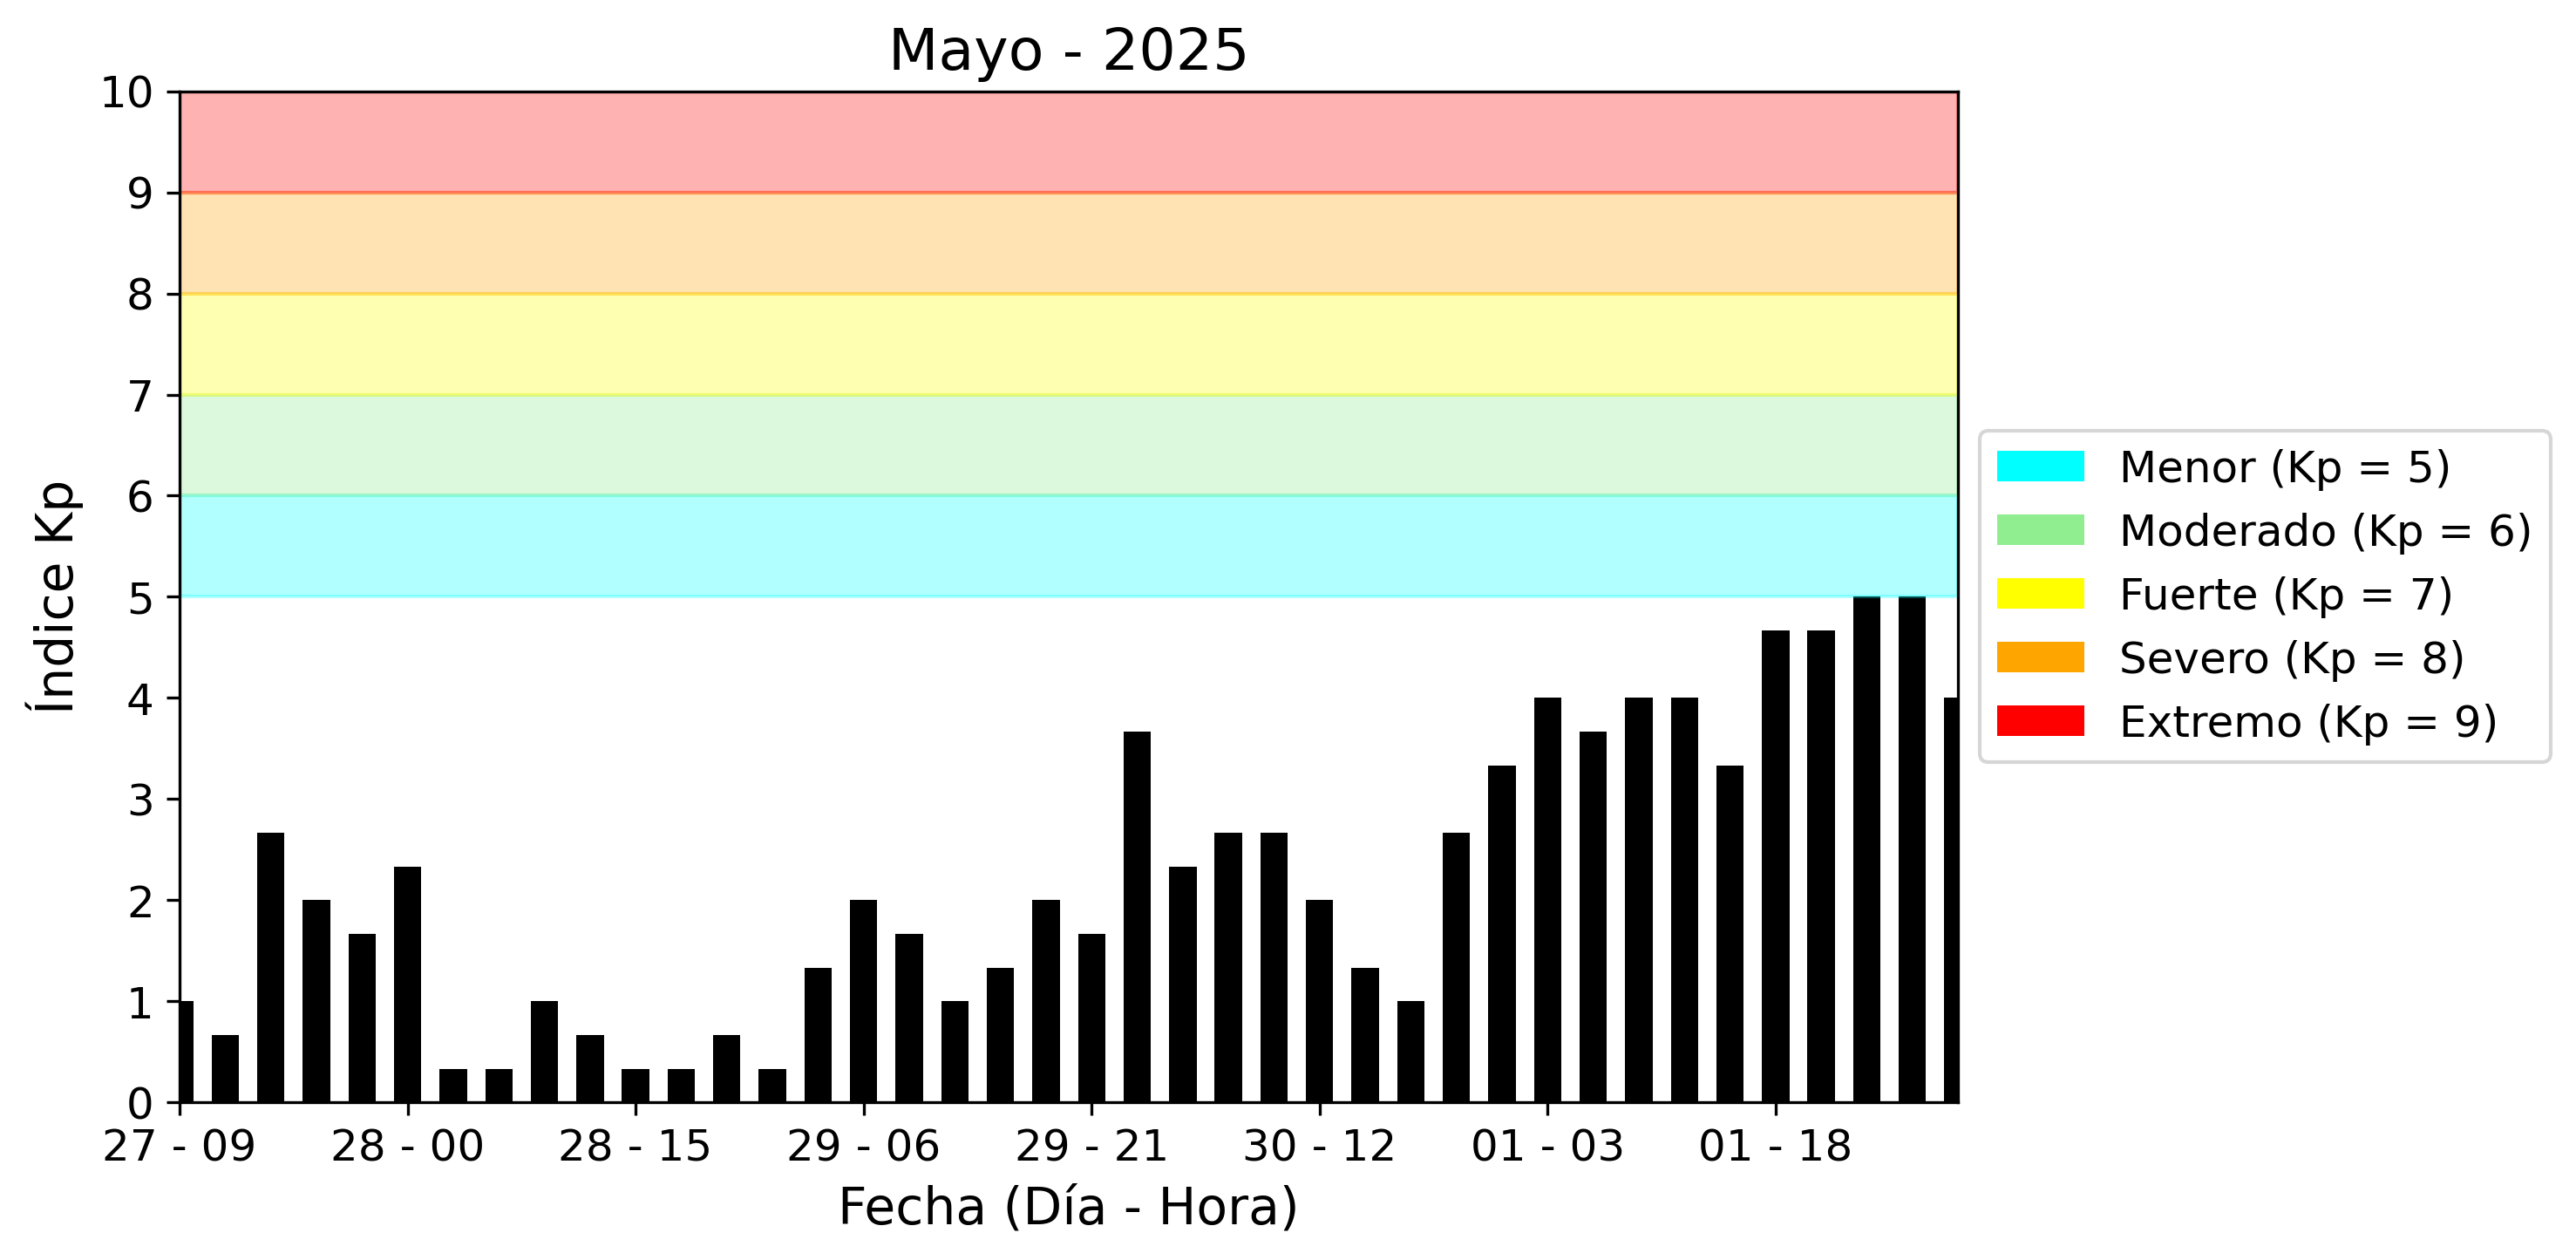 Mayo - 2025
10
9
8
7
6
5
4
3
2
1
0
Índice Kp
27 - 09
28 - 00
28 - 15
29 - 06
29 - 21
30 - 12
01 - 03
01 - 18
Fecha (Día - Hora)
Menor (Kp = 5)
Moderado (Kp = 6)
Fuerte (Kp = 7)
Severo (Kp = 8)
Extremo (Kp = 9)